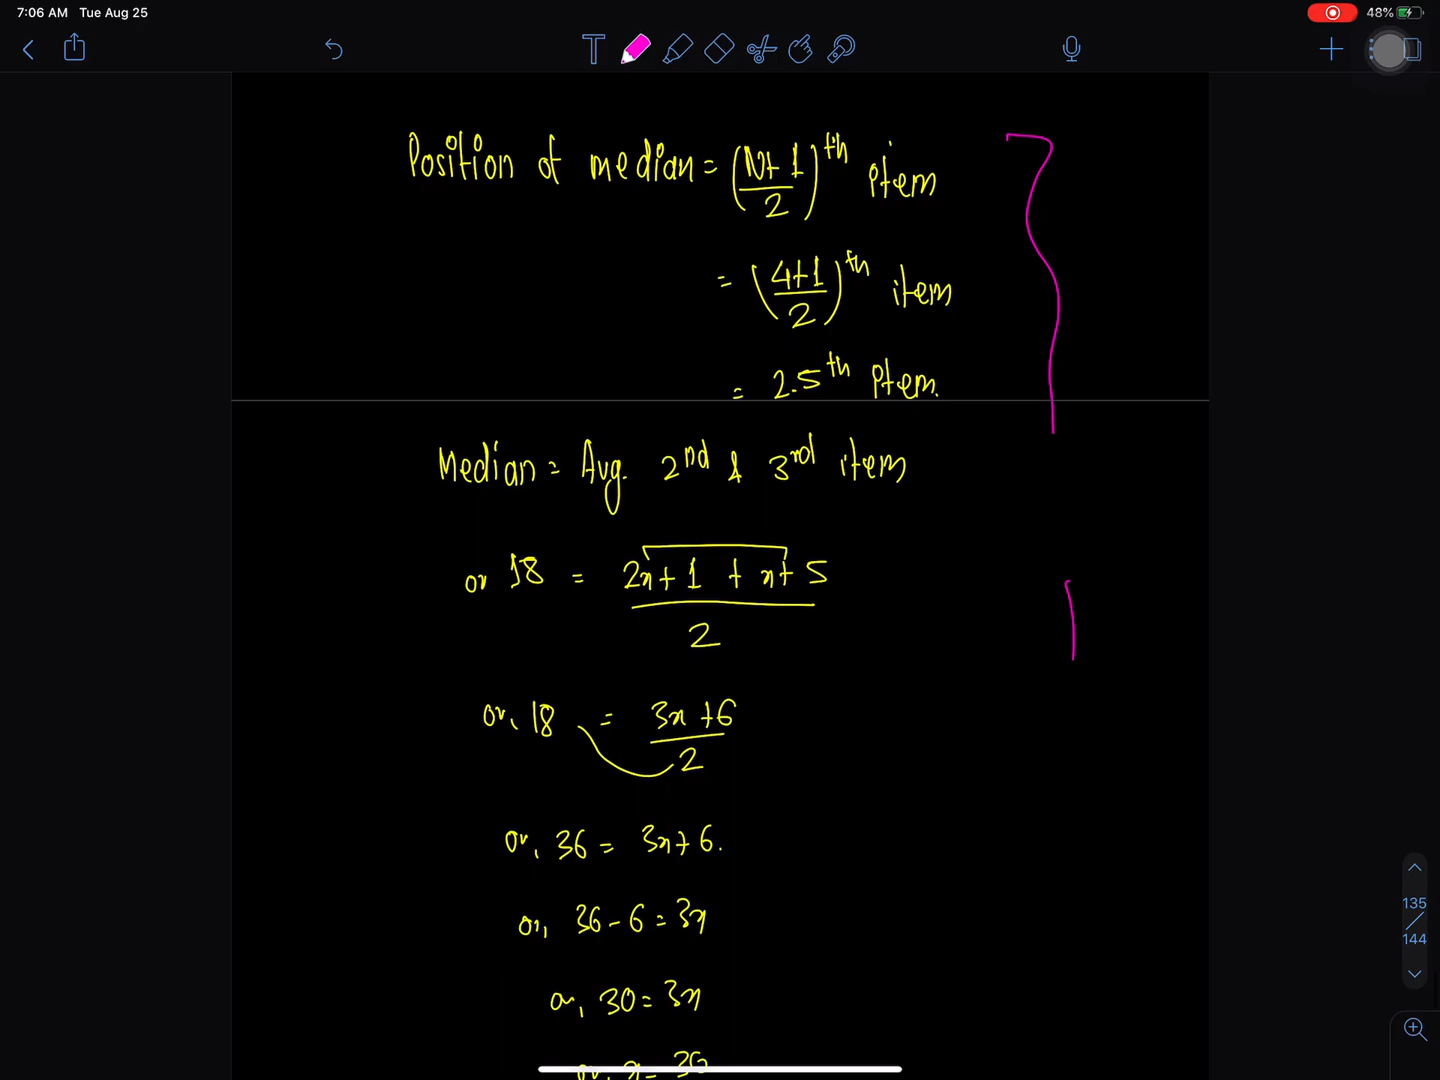 7:06 AM Tue Aug 25
48%
T
Position of median = (N+1/2)th item
= (4+1/2)th item
= 2.5th item.
Median = Avg. 2nd & 3rd item
or 18 = 2x+1 + x+5 / 2
or, 18 = 3x+6 / 2
or, 36 = 3x+6.
or, 36-6 = 3x
or, 30 = 3x
135
144